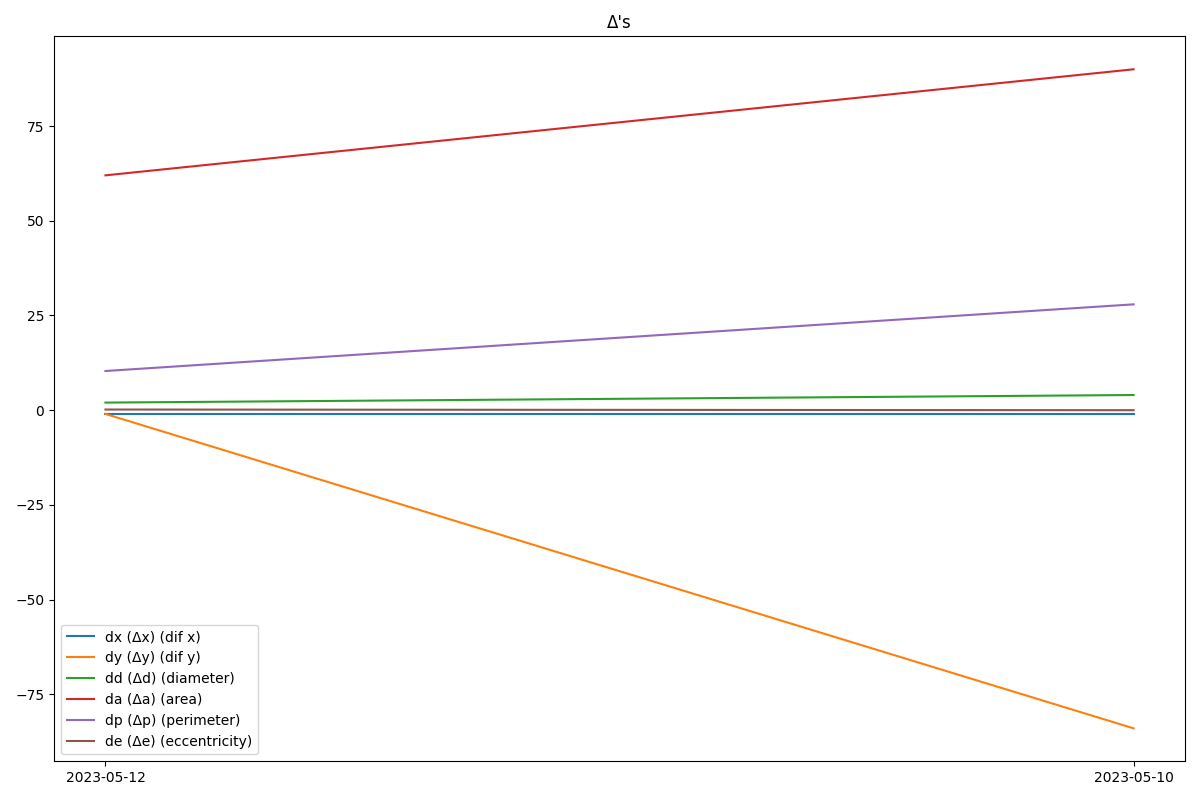 Δ's
75
50
25
0
−25
−50
−75
dx (Δx) (dif x)
dy (Δy) (dif y)
dd (Δd) (diameter)
da (Δa) (area)
dp (Δp) (perimeter)
de (Δe) (eccentricity)
2023-05-12
2023-05-10